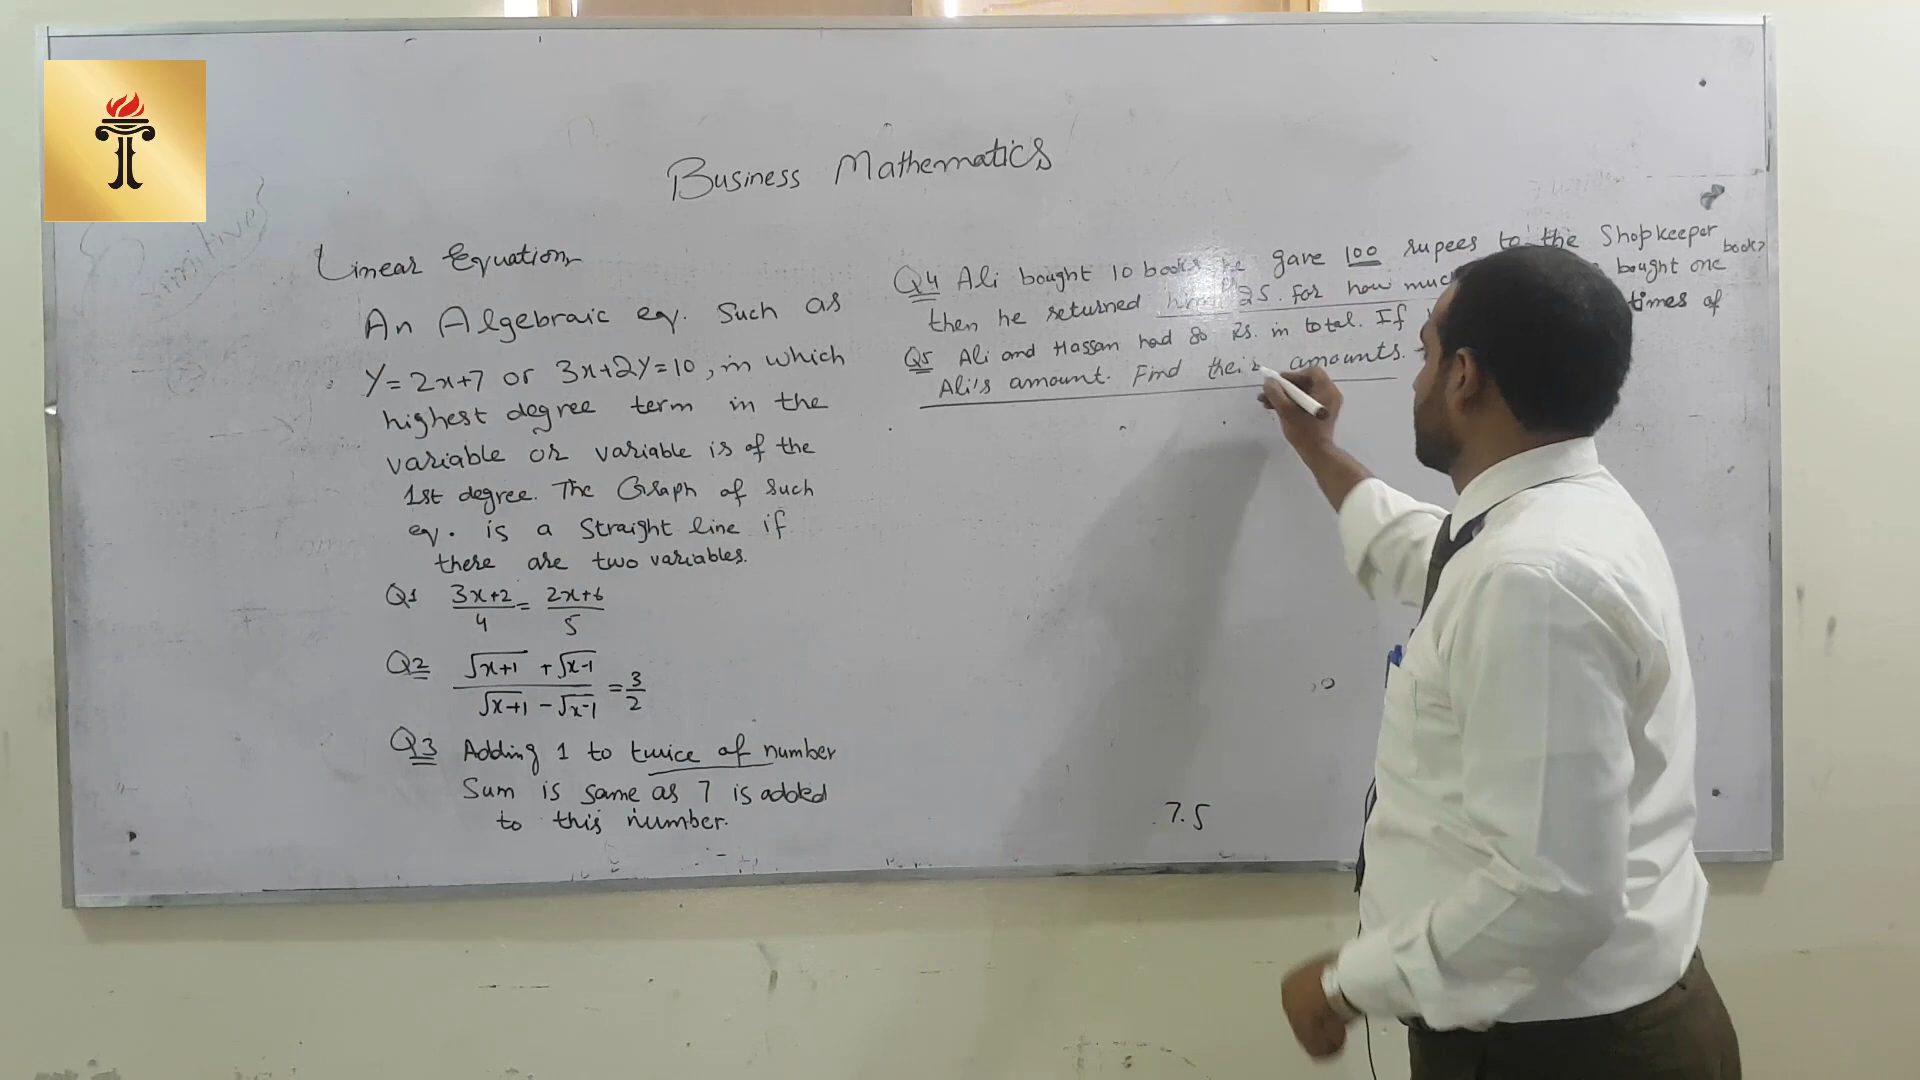 Business Mathematics
Linear Equation
An Algebraic eq. Such as
Y=2x+7 or 3x+2Y=10, in which
highest degree term in the
variable or variable is of the
1st degree. The Graph of such
eq. is a Straight line if
there are two variables.
Q1 3x+2/4 = 2x+6/5
Q2 √x+1 + √x-1 / √x+1 - √x-1 = 3/2
Q3 Adding 1 to twice of number
Sum is same as 7 is added
to this number.
Q4 Ali bought 10 books he gave 100 rupees to the Shopkeeper
then he returned him 25. For how much bought one book?
Q5 Ali and Hassan had 80 Rs. in total. If times of
Ali's amount. Find their amounts.
7.5